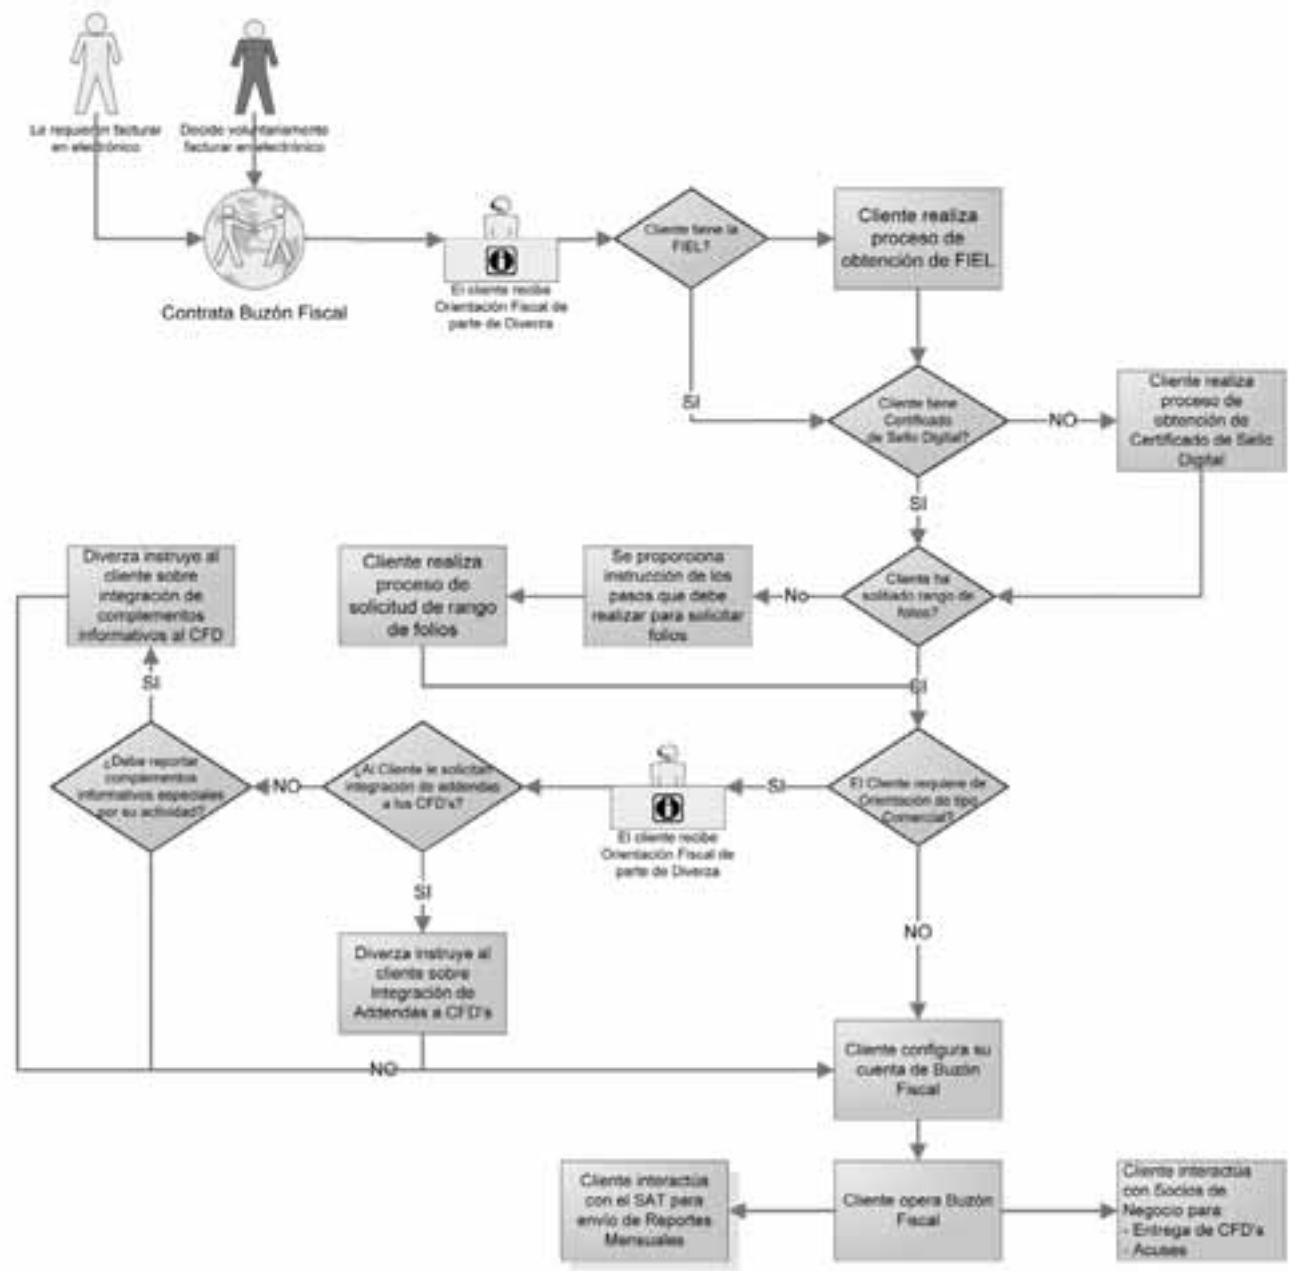 Le requieren facturar
en electrónico
Decide voluntariamente
facturar en electrónico
Contrata Buzón Fiscal
El cliente recibe
Orientación Fiscal de
parte de Diverza
Cliente tiene la
FIEL?
Cliente realiza
proceso de
obtención de FIEL
SI
Cliente tiene
Certificado
de Sello Digital?
NO
Cliente realiza
proceso de
obtención de
Certificado de Sello
Digital
SI
Diverza instruye al
cliente sobre
integración de
complementos
informativos al CFD
Cliente realiza
proceso de
solicitud de rango
de folios
Se proporciona
instrucción de los
pasos que debe
realizar para solicitar
folios
No
Cliente ha
solitiado rango de
folios?
SI
SI
¿Debe reportar
complementos
informativos especiales
por su actividad?
NO
¿Al Cliente le solicitan
integración de addendas
a los CFD's?
El cliente recibe
Orientación Fiscal de
parte de Diverza
SI
El Cliente requiere de
Orientación de tipo
Comercial?
SI
NO
Diverza instruye al
cliente sobre
Integración de
Addendas a CFD's
NO
Cliente configura su
cuenta de Buzón
Fiscal
Cliente interactúa
con el SAT para
envío de Reportes
Mensuales
Cliente opera Buzón
Fiscal
Cliente interactúa
con Socios de
Negocio para:
- Entrega de CFD's
- Acuses